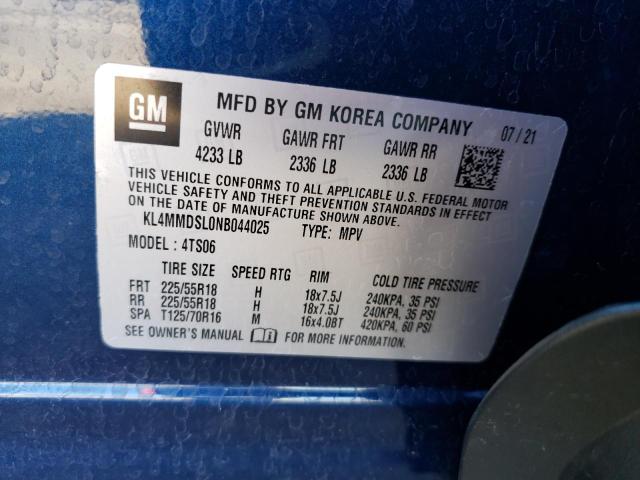 GM
MFD BY GM KOREA COMPANY 07/21
GVWR GAWR FRT GAWR RR
4233 LB 2336 LB 2336 LB
THIS VEHICLE CONFORMS TO ALL APPLICABLE U.S. FEDERAL MOTOR
VEHICLE SAFETY AND THEFT PREVENTION STANDARDS IN EFFECT
ON THE DATE OF MANUFACTURE SHOWN ABOVE.
KL4MMDSL0NB044025 TYPE: MPV
MODEL: 4TS06
TIRE SIZE SPEED RTG RIM COLD TIRE PRESSURE
FRT 225/55R18 H 18x7.5J 240KPA, 35 PSI
RR 225/55R18 H 18x7.5J 240KPA, 35 PSI
SPA T125/70R16 M 16x4.0BT 420KPA, 60 PSI
SEE OWNER'S MANUAL FOR MORE INFORMATION.